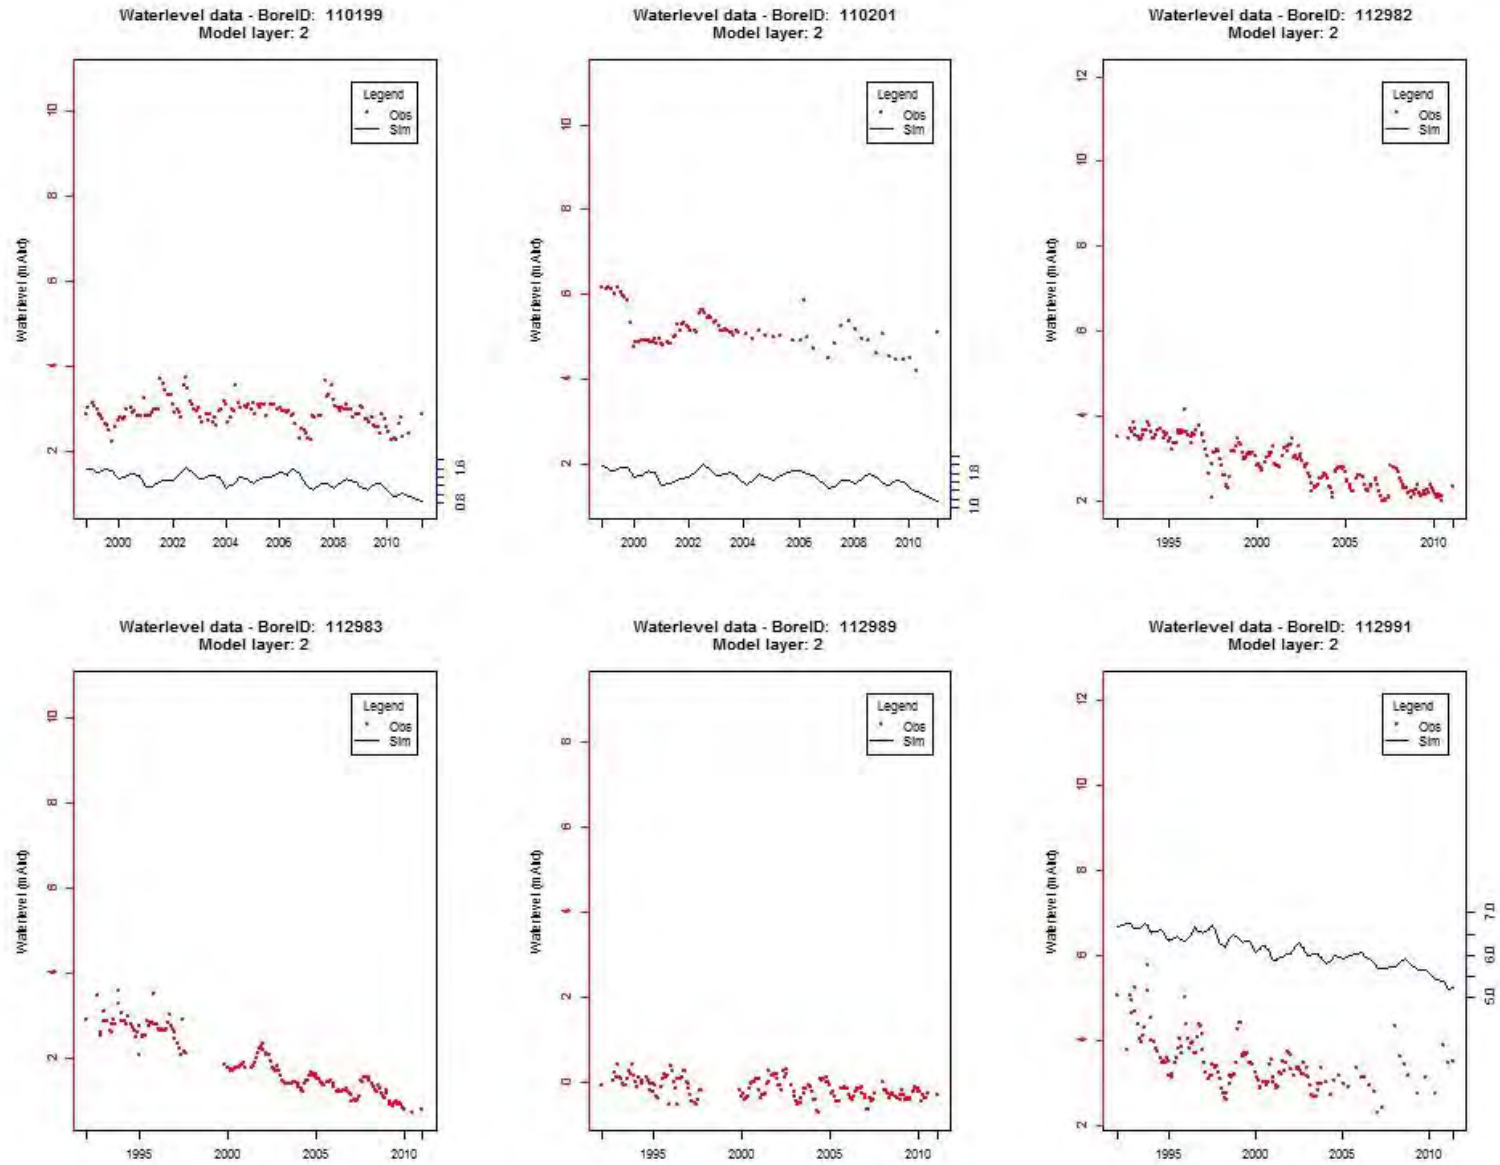 Waterlevel data - BoreID: 110199
Model layer: 2
Waterlevel (mAhd)
10
8
6
4
2
Legend
Obs
Sim
1.6
0.8
2000 2002 2004 2006 2008 2010
Waterlevel data - BoreID: 110201
Model layer: 2
Waterlevel (mAhd)
10
8
6
4
2
Legend
Obs
Sim
1.8
1.0
2000 2002 2004 2006 2008 2010
Waterlevel data - BoreID: 112982
Model layer: 2
Waterlevel (mAhd)
12
10
8
6
4
2
Legend
Obs
Sim
1995 2000 2005 2010
Waterlevel data - BoreID: 112983
Model layer: 2
Waterlevel (mAhd)
10
8
6
4
2
Legend
Obs
Sim
1995 2000 2005 2010
Waterlevel data - BoreID: 112989
Model layer: 2
Waterlevel (mAhd)
8
6
4
2
0
Legend
Obs
Sim
1995 2000 2005 2010
Waterlevel data - BoreID: 112991
Model layer: 2
Waterlevel (mAhd)
12
10
8
6
4
2
Legend
Obs
Sim
7.0
6.0
5.0
1995 2000 2005 2010